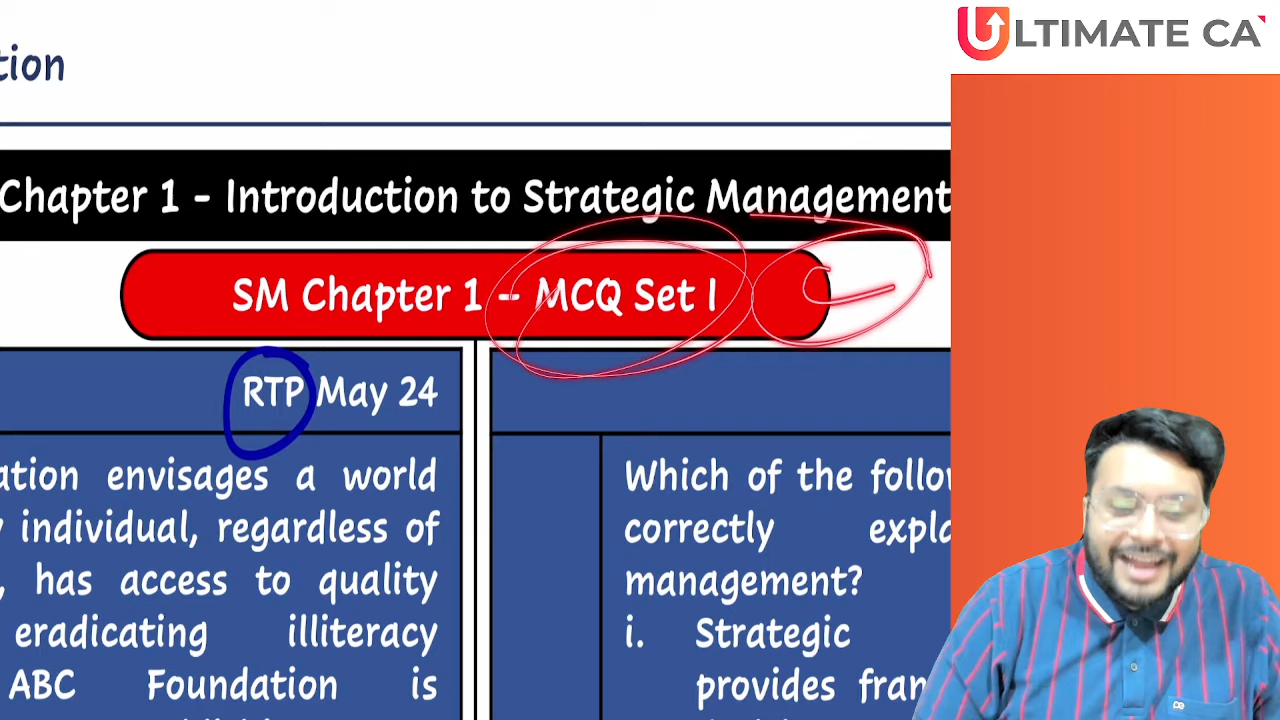 ULTIMATE CA
tion
Chapter 1 - Introduction to Strategic Management
SM Chapter 1 – MCQ Set I
RTP May 24
ation envisages a world
individual, regardless of
, has access to quality
eradicating illiteracy
ABC Foundation is
Which of the follow
correctly expla
management?
i. Strategic
provides fran